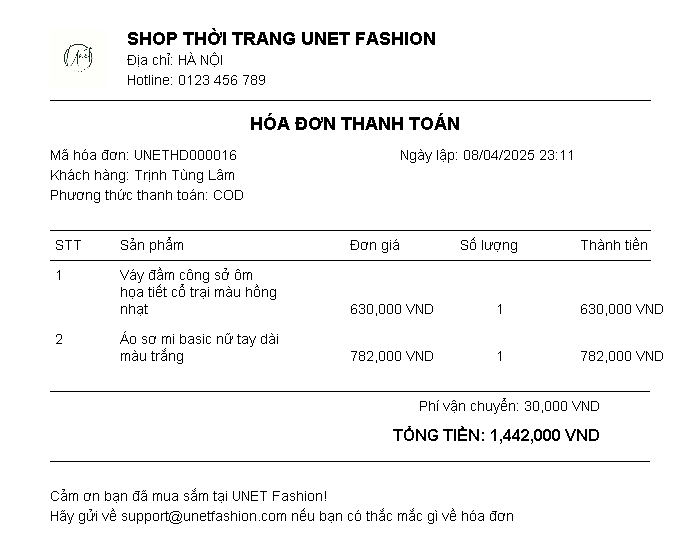 SHOP THỜI TRANG UNET FASHION
Địa chỉ: HÀ NỘI
Hotline: 0123 456 789
HÓA ĐƠN THANH TOÁN
Mã hóa đơn: UNETHD000016 Ngày lập: 08/04/2025 23:11
Khách hàng: Trịnh Tùng Lâm
Phương thức thanh toán: COD
STT Sản phẩm Đơn giá Số lượng Thành tiền
1 Váy đầm công sở ôm
họa tiết cổ trại màu hồng
nhạt 630,000 VND 1 630,000 VND
2 Áo sơ mi basic nữ tay dài
màu trắng 782,000 VND 1 782,000 VND
Phí vận chuyển: 30,000 VND
TỔNG TIỀN: 1,442,000 VND
Cảm ơn bạn đã mua sắm tại UNET Fashion!
Hãy gửi về support@unetfashion.com nếu bạn có thắc mắc gì về hóa đơn